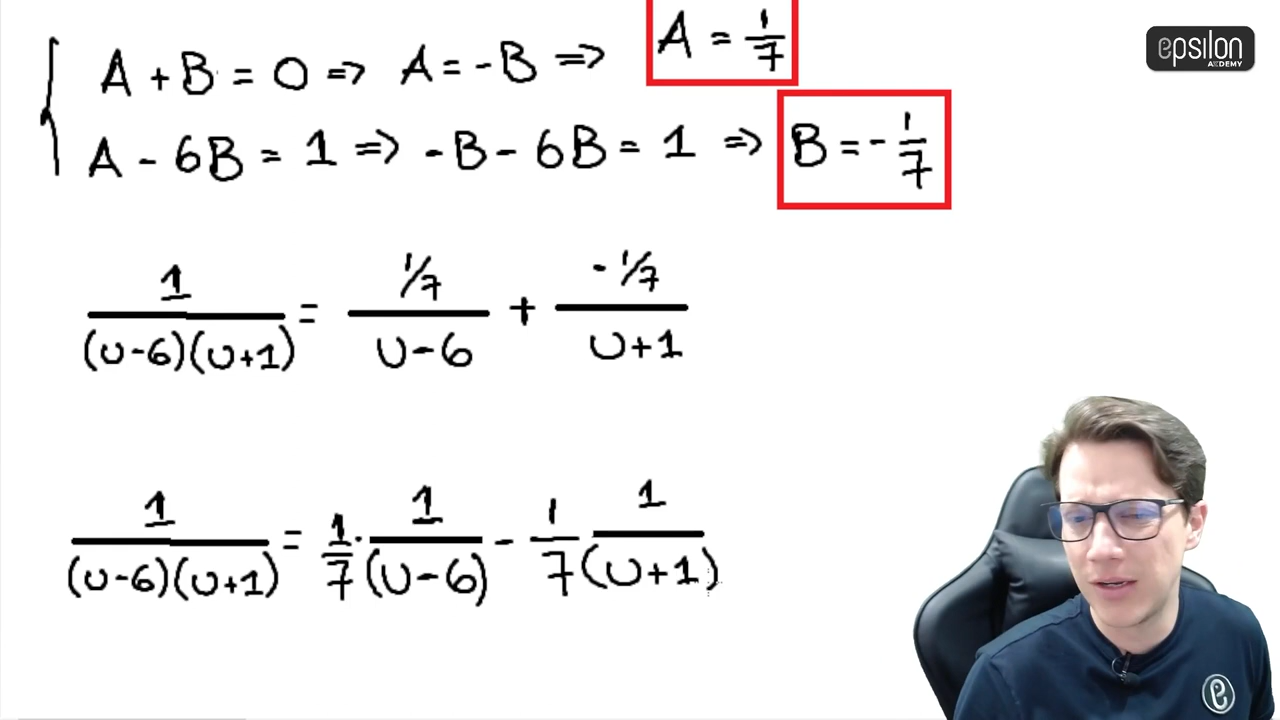 A + B = 0 => A = -B => A = 1/7
A - 6B = 1 => -B - 6B = 1 => B = -1/7
1/((U-6)(U+1)) = (1/7)/(U-6) + (-1/7)/(U+1)
1/((U-6)(U+1)) = 1/7 · 1/(U-6) - 1/7 1/(U+1)
epsilon
AXΛDEMY